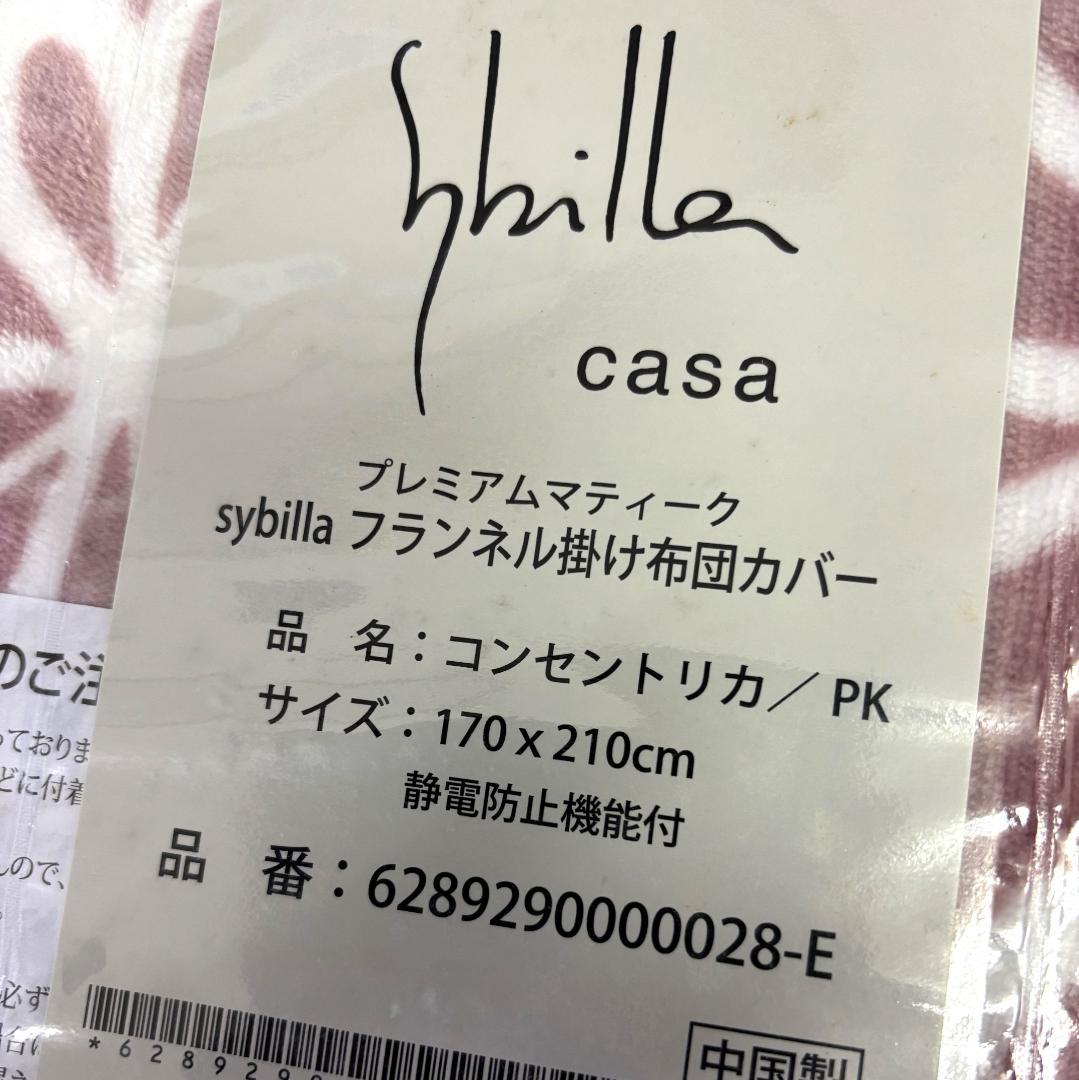 Sybilla
casa
プレミアムマティーク
sybilla フランネル掛け布団カバー
品 名：コンセントリカ／ PK
サイズ：170 x 210cm
静電防止機能付
品 番：6289290000028-E
中国製
のご注
っておりま
どに付着
んので、
必ず